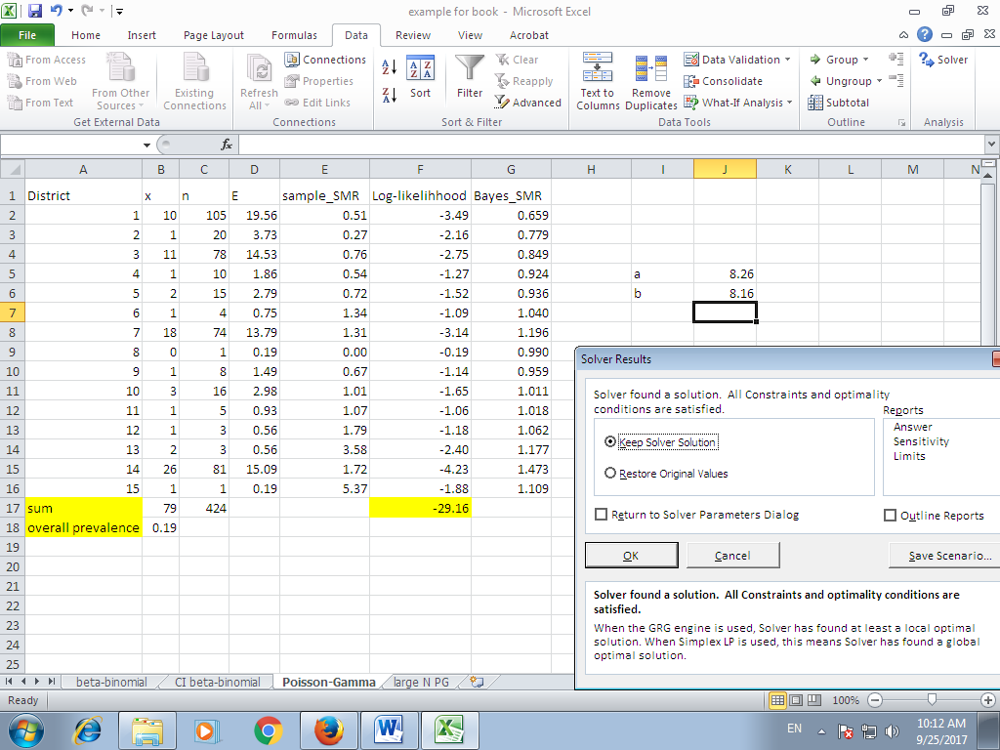 example for book - Microsoft Excel
File Home Insert Page Layout Formulas Data Review View Acrobat
From Access
From Web
From Text
From Other Sources
Existing Connections
Get External Data
Refresh All
Connections
Properties
Edit Links
Connections
Sort
Filter
Clear
Reapply
Advanced
Sort & Filter
Text to Columns
Remove Duplicates
Data Validation
Consolidate
What-If Analysis
Data Tools
Group
Ungroup
Subtotal
Outline
Solver
Analysis
fx
A B C D E F G H I J K L M N
1 District x n E sample_SMR Log-likelihhood Bayes_SMR
2 1 10 105 19.56 0.51 -3.49 0.659
3 2 1 20 3.73 0.27 -2.16 0.779
4 3 11 78 14.53 0.76 -2.75 0.849
5 4 1 10 1.86 0.54 -1.27 0.924 a 8.26
6 5 2 15 2.79 0.72 -1.52 0.936 b 8.16
7 6 1 4 0.75 1.34 -1.09 1.040
8 7 18 74 13.79 1.31 -3.14 1.196
9 8 0 1 0.19 0.00 -0.19 0.990
10 9 1 8 1.49 0.67 -1.14 0.959
11 10 3 16 2.98 1.01 -1.65 1.011
12 11 1 5 0.93 1.07 -1.06 1.018
13 12 1 3 0.56 1.79 -1.18 1.062
14 13 2 3 0.56 3.58 -2.40 1.177
15 14 26 81 15.09 1.72 -4.23 1.473
16 15 1 1 0.19 5.37 -1.88 1.109
17 sum 79 424 -29.16
18 overall prevalence 0.19
19
20
21
22
23
24
25
Solver Results
Solver found a solution. All Constraints and optimality
conditions are satisfied.
Keep Solver Solution
Restore Original Values
Reports
Answer
Sensitivity
Limits
Return to Solver Parameters Dialog
Outline Reports
OK Cancel Save Scenario...
Solver found a solution. All Constraints and optimality conditions are
satisfied.
When the GRG engine is used, Solver has found at least a local optimal
solution. When Simplex LP is used, this means Solver has found a global
optimal solution.
beta-binomial CI beta-binomial Poisson-Gamma large N PG
Ready 100%
EN 10:12 AM
9/25/2017